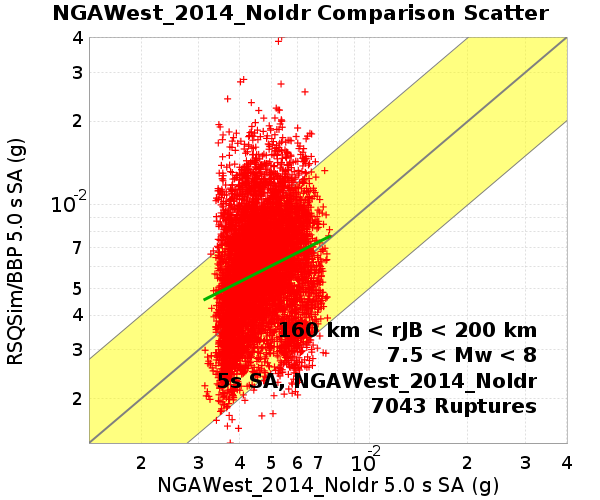 NGAWest_2014_NoIdr Comparison Scatter
4
3
2
10-2
7
5
4
3
2
RSQSim/BBP 5.0 s SA (g)
160 km < rJB < 200 km
7.5 < Mw < 8
5s SA, NGAWest_2014_NoIdr
7043 Ruptures
2 3 4 5 6 7 10-2 2 3 4
NGAWest_2014_NoIdr 5.0 s SA (g)